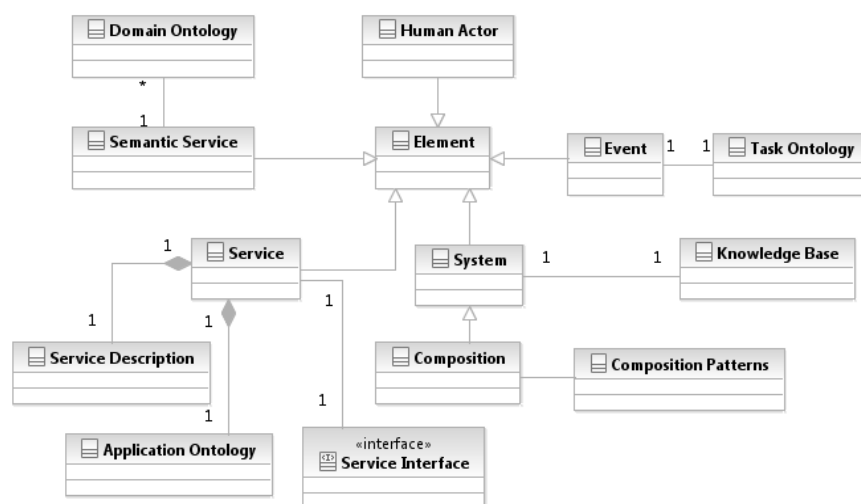 Domain Ontology
Human Actor
*
1
Semantic Service
Element
Event
1
1
Task Ontology
1
Service
System
1
1
Knowledge Base
1
1
1
Service Description
Composition
Composition Patterns
1
1
Application Ontology
«interface»
Service Interface